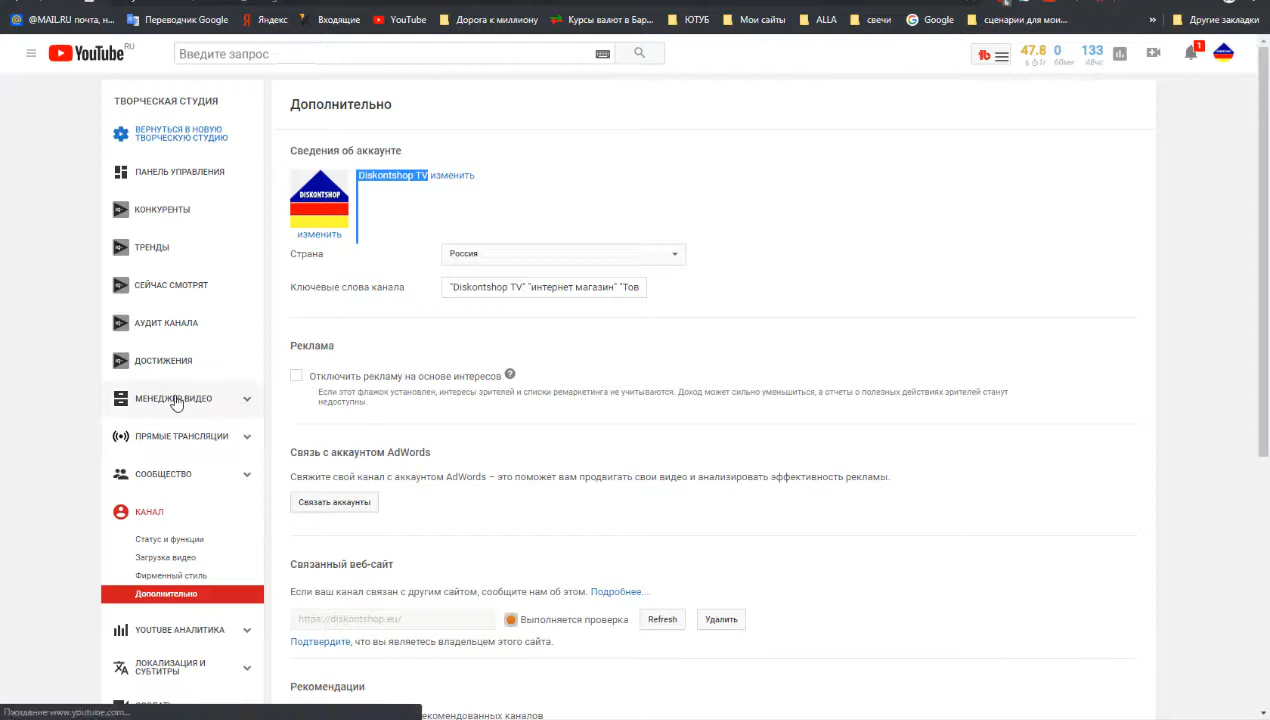 @MAIL.RU почта, н...
Переводчик Google
Яндекс
Входящие
YouTube
Дорога к миллиону
Курсы валют в Бар...
ЮТУБ
Мои сайты
ALLA
свечи
Google
сценарии для мои...
»
Другие закладки
YouTube RU
Введите запрос
47.8 0 133
60мн 48чс
1
ТВОРЧЕСКАЯ СТУДИЯ
ВЕРНУТЬСЯ В НОВУЮ
ТВОРЧЕСКУЮ СТУДИЮ
ПАНЕЛЬ УПРАВЛЕНИЯ
КОНКУРЕНТЫ
ТРЕНДЫ
СЕЙЧАС СМОТРЯТ
АУДИТ КАНАЛА
ДОСТИЖЕНИЯ
МЕНЕДЖЕР ВИДЕО
ПРЯМЫЕ ТРАНСЛЯЦИИ
СООБЩЕСТВО
КАНАЛ
Статус и функции
Загрузка видео
Фирменный стиль
Дополнительно
YOUTUBE АНАЛИТИКА
ЛОКАЛИЗАЦИЯ И
СУБТИТРЫ
Ожидание www.youtube.com...
Дополнительно
Сведения об аккаунте
DISKONTSHOP
Diskontshop TV изменить
изменить
Страна
Россия
Ключевые слова канала
"Diskontshop TV" "интернет магазин" "Тов
Реклама
Отключить рекламу на основе интересов ?
Если этот флажок установлен, интересы зрителей и списки ремаркетинга не учитываются. Доход может сильно уменьшиться, а отчеты о полезных действиях зрителей станут
недоступны.
Связь с аккаунтом AdWords
Свяжите свой канал с аккаунтом AdWords – это поможет вам продвигать свои видео и анализировать эффективность рекламы.
Связать аккаунты
Связанный веб-сайт
Если ваш канал связан с другим сайтом, сообщите нам об этом. Подробнее...
https://diskontshop.eu/
Выполняется проверка
Refresh
Удалить
Подтвердите, что вы являетесь владельцем этого сайта.
Рекомендации
екомендованных каналов